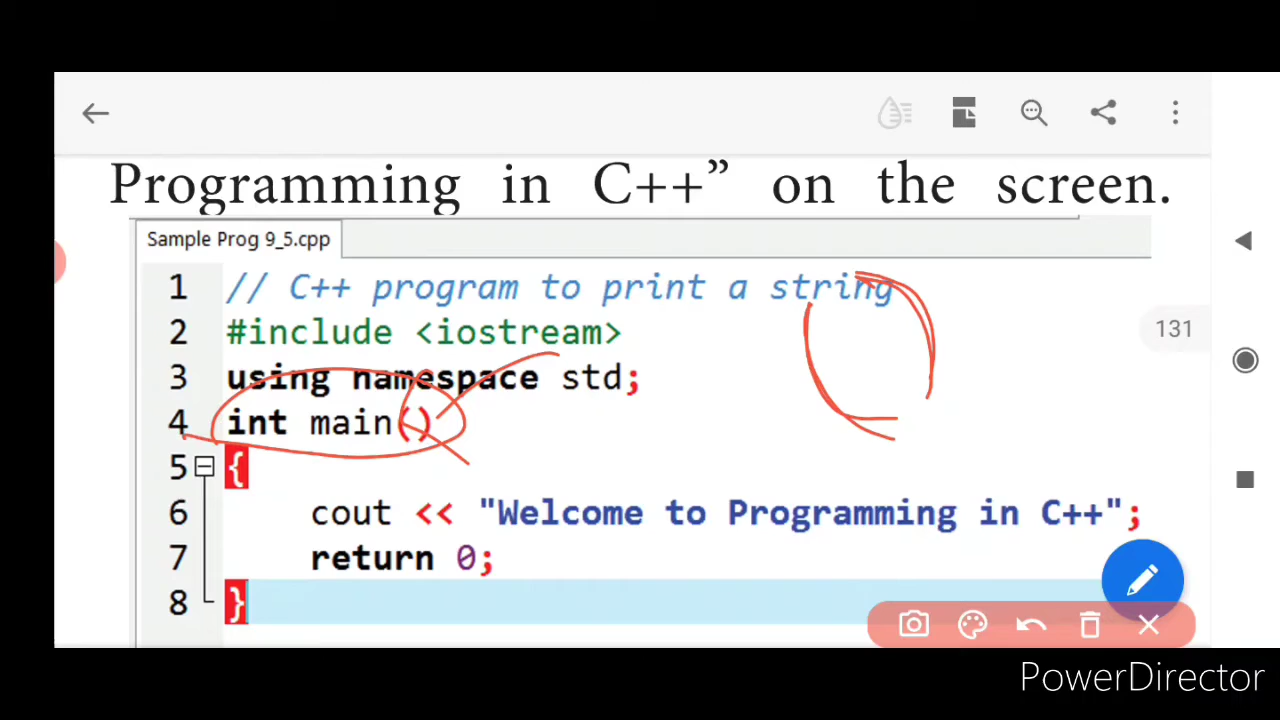 Programming in C++” on the screen.
Sample Prog 9_5.cpp
1 // C++ program to print a string
2 #include <iostream>
3 using namespace std;
4 int main()
5 {
6 cout << "Welcome to Programming in C++";
7 return 0;
8 }
131
PowerDirector